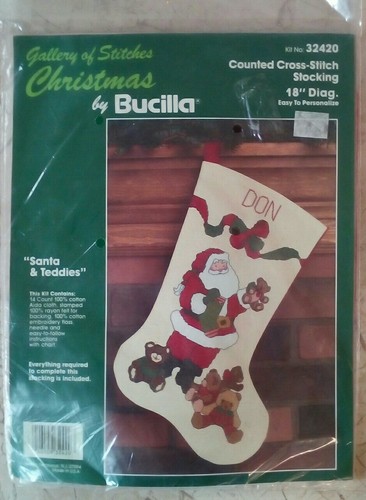 Gallery of Stitches
Christmas
by Bucilla®
Kit No: 32420
Counted Cross-Stitch
Stocking
18" Diag.
Easy To Personalize
DON
"Santa
& Teddies"
This Kit Contains:
14 Count 100% cotton
Aida cloth, stamped
100% rayon felt for
backing, 100% cotton
embroidery floss,
needle and
easy-to-follow
instructions
with chart.
Everything required
to complete this
stocking is included.